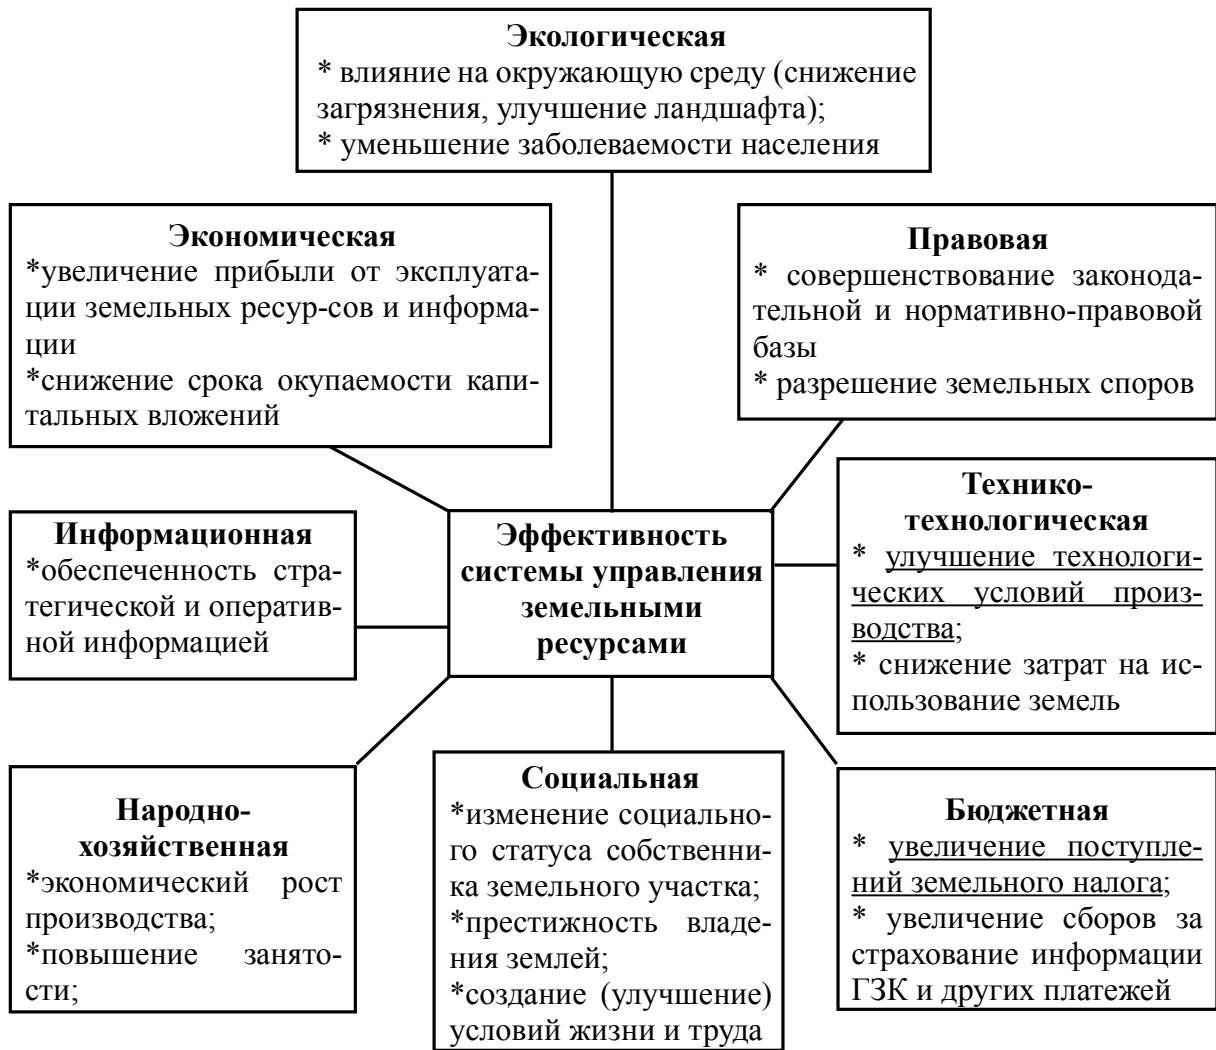 Экологическая
* влияние на окружающую среду (снижение
загрязнения, улучшение ландшафта);
* уменьшение заболеваемости населения
Экономическая
*увеличение прибыли от эксплуата-
ции земельных ресур-сов и информа-
ции
*снижение срока окупаемости капи-
тальных вложений
Правовая
* совершенствование законода-
тельной и нормативно-правовой
базы
* разрешение земельных споров
Информационная
*обеспеченность стра-
тегической и оператив-
ной информацией
Эффективность
системы управления
земельными
ресурсами
Технико-
технологическая
* улучшение технологи-
ческих условий произ-
водства;
* снижение затрат на ис-
пользование земель
Народно-
хозяйственная
*экономический рост
производства;
*повышение занято-
сти;
Социальная
*изменение социально-
го статуса собственни-
ка земельного участка;
*престижность владе-
ния землей;
*создание (улучшение)
условий жизни и труда
Бюджетная
* увеличение поступле-
ний земельного налога;
* увеличение сборов за
страхование информации
ГЗК и других платежей